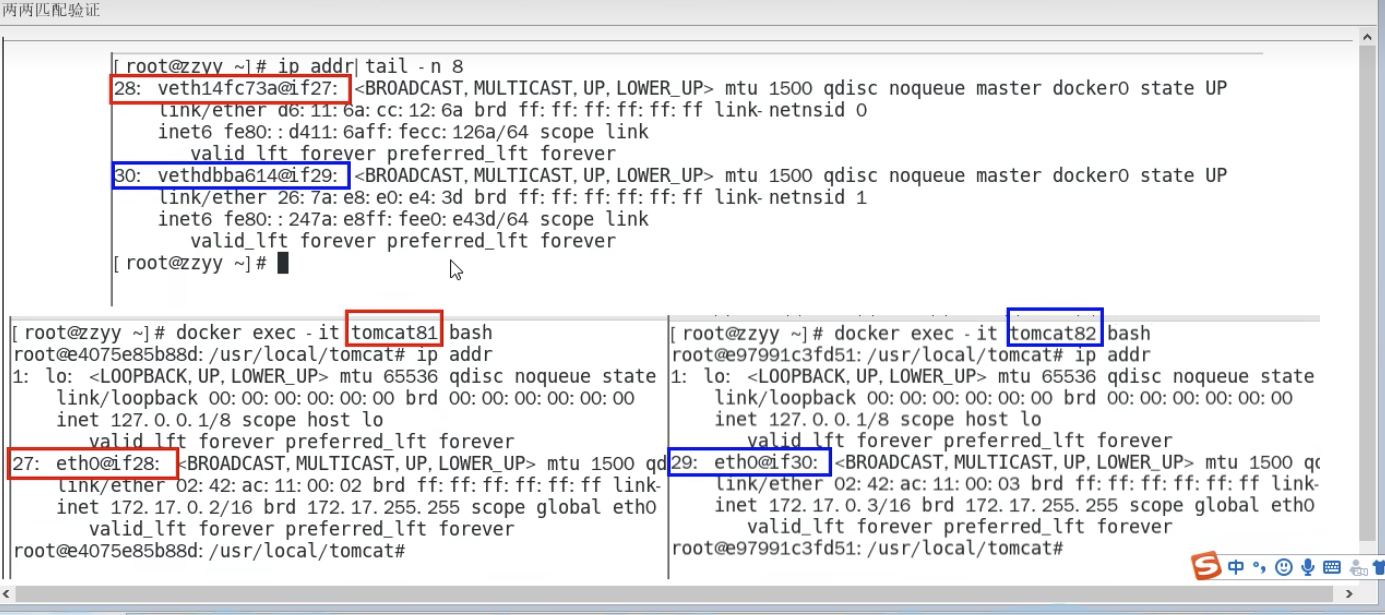 两两匹配验证
[root@zzyy ~]# ip addr| tail -n 8
28: veth14fc73a@if27: <BROADCAST,MULTICAST,UP,LOWER_UP> mtu 1500 qdisc noqueue master docker0 state UP
link/ether d6:11:6a:cc:12:6a brd ff:ff:ff:ff:ff:ff link-netnsid 0
inet6 fe80::d411:6aff:fecc:126a/64 scope link
valid_lft forever preferred_lft forever
30: vethdbba614@if29: <BROADCAST,MULTICAST,UP,LOWER_UP> mtu 1500 qdisc noqueue master docker0 state UP
link/ether 26:7a:e8:e0:e4:3d brd ff:ff:ff:ff:ff:ff link-netnsid 1
inet6 fe80::247a:e8ff:fee0:e43d/64 scope link
valid_lft forever preferred_lft forever
[root@zzyy ~]#
[root@zzyy ~]# docker exec -it tomcat81 bash
root@e4075e85b88d:/usr/local/tomcat# ip addr
1: lo: <LOOPBACK,UP,LOWER_UP> mtu 65536 qdisc noqueue state
link/loopback 00:00:00:00:00:00 brd 00:00:00:00:00:00
inet 127.0.0.1/8 scope host lo
valid_lft forever preferred_lft forever
27: eth0@if28: <BROADCAST,MULTICAST,UP,LOWER_UP> mtu 1500 qd
link/ether 02:42:ac:11:00:02 brd ff:ff:ff:ff:ff:ff link-
inet 172.17.0.2/16 brd 172.17.255.255 scope global eth0
valid_lft forever preferred_lft forever
root@e4075e85b88d:/usr/local/tomcat#
[root@zzyy ~]# docker exec -it tomcat82 bash
root@e97991c3fd51:/usr/local/tomcat# ip addr
1: lo: <LOOPBACK,UP,LOWER_UP> mtu 65536 qdisc noqueue state
link/loopback 00:00:00:00:00:00 brd 00:00:00:00:00:00
inet 127.0.0.1/8 scope host lo
valid_lft forever preferred_lft forever
29: eth0@if30: <BROADCAST,MULTICAST,UP,LOWER_UP> mtu 1500 qd
link/ether 02:42:ac:11:00:03 brd ff:ff:ff:ff:ff:ff link-
inet 172.17.0.3/16 brd 172.17.255.255 scope global eth0
valid_lft forever preferred_lft forever
root@e97991c3fd51:/usr/local/tomcat#
S 中